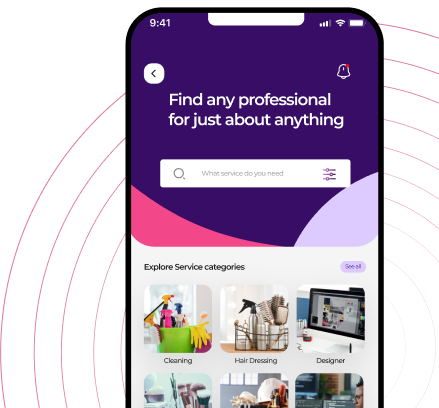 9:41
Find any professional
for just about anything
What service do you need
Explore Service categories
See all
Cleaning
Hair Dressing
Designer